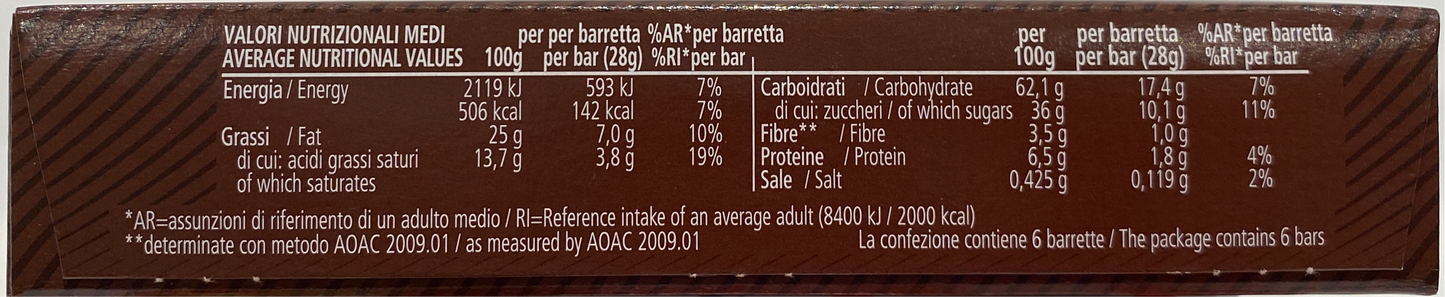 VALORI NUTRIZIONALI MEDI per per barretta %AR*per barretta per per barretta %AR*per barretta
AVERAGE NUTRITIONAL VALUES 100g per bar (28g) %RI*per bar 100g per bar (28g) %RI*per bar
Energia / Energy 2119 kJ 593 kJ 7% Carboidrati / Carbohydrate 62,1 g 17,4 g 7%
506 kcal 142 kcal 7% di cui: zuccheri / of which sugars 36 g 10,1 g 11%
Grassi / Fat 25 g 7,0 g 10% Fibre** / Fibre 3,5 g 1,0 g
di cui: acidi grassi saturi 13,7 g 3,8 g 19% Proteine / Protein 6,5 g 1,8 g 4%
of which saturates Sale / Salt 0,425 g 0,119 g 2%
*AR=assunzioni di riferimento di un adulto medio / RI=Reference intake of an average adult (8400 kJ / 2000 kcal)
**determinate con metodo AOAC 2009.01 / as measured by AOAC 2009.01 La confezione contiene 6 barrette / The package contains 6 bars